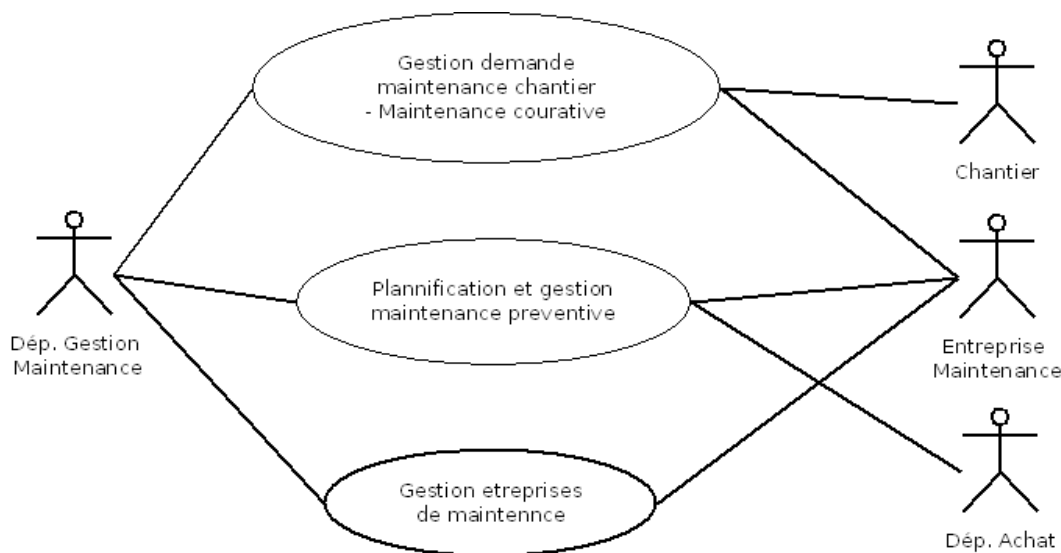 Gestion demande
maintenance chantier
- Maintenance courative
Chantier
Dép. Gestion
Maintenance
Plannification et gestion
maintenance preventive
Entreprise
Maintenance
Gestion etreprises
de maintennce
Dép. Achat